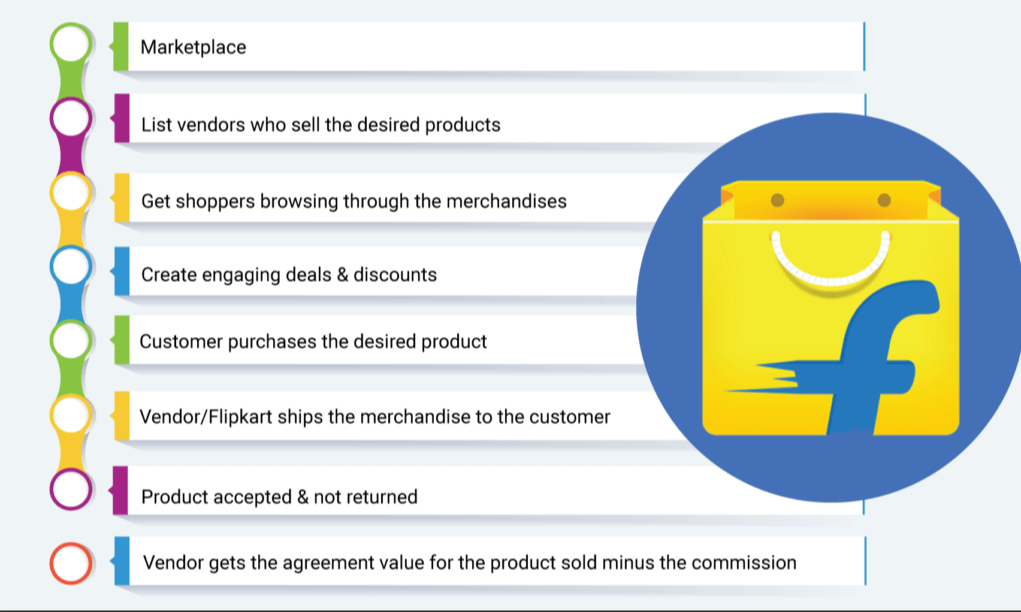 Marketplace
List vendors who sell the desired products
Get shoppers browsing through the merchandises
Create engaging deals & discounts
Customer purchases the desired product
Vendor/Flipkart ships the merchandise to the customer
Product accepted & not returned
Vendor gets the agreement value for the product sold minus the commission
f